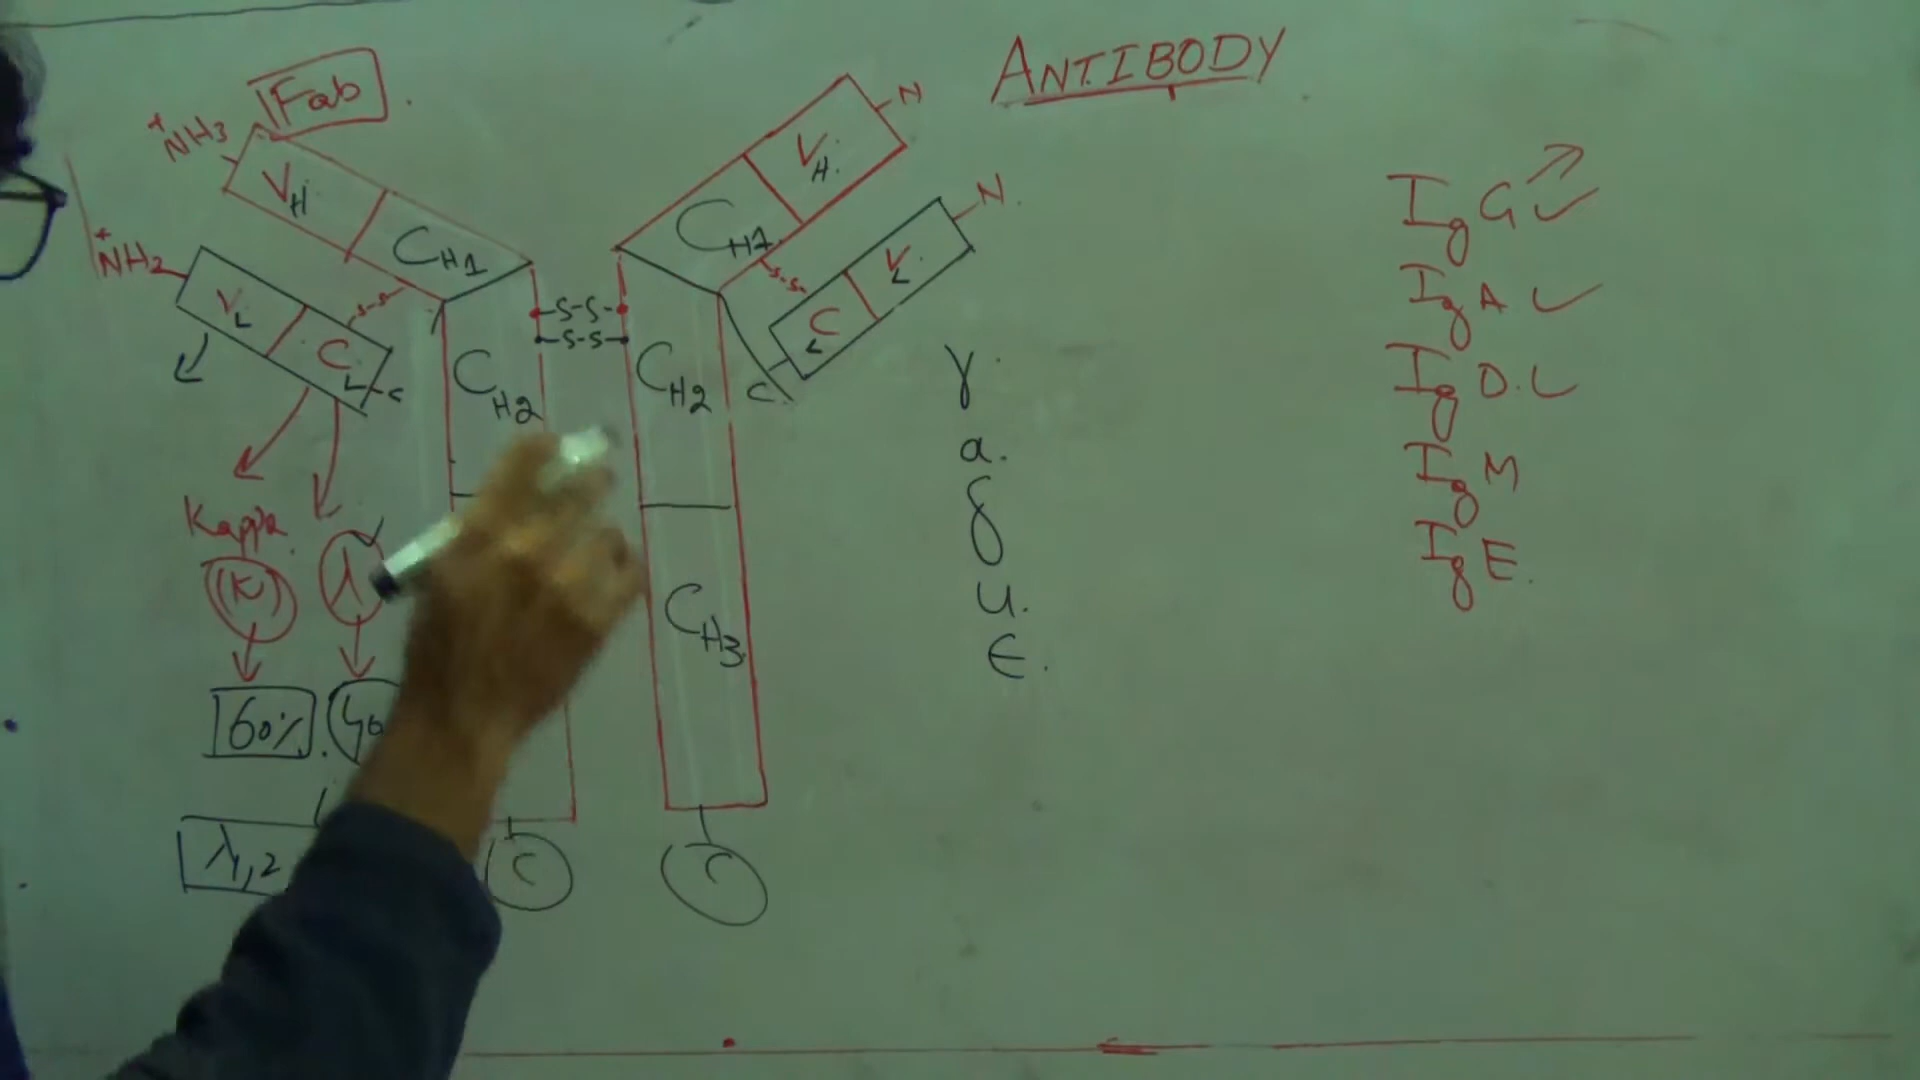 ANTIBODY
Fab
N
+
NH3
VH
VH.
N.
IgG
CH1
CH1
+
NH2
S-S
VL
VL.
CL
CL
S-S
S-S
S-S
C
C
CH2
CH2
IgA
IgD.
IgM
IgE.
γ.
a.
δ
u.
ϵ.
Kappa
(K)
λ
CH3
60%.
λ1,2
C
C